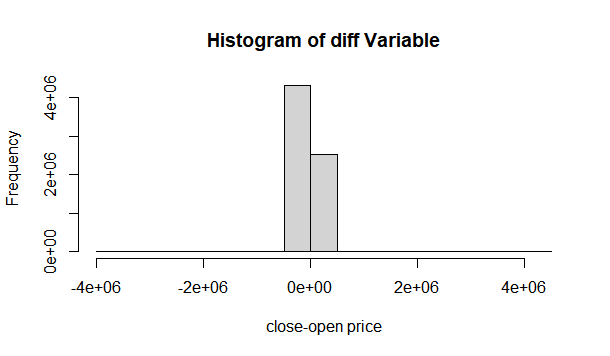 Histogram of diff Variable
Frequency
4e+06
2e+06
0e+00
-4e+06 -2e+06 0e+00 2e+06 4e+06
close-open price